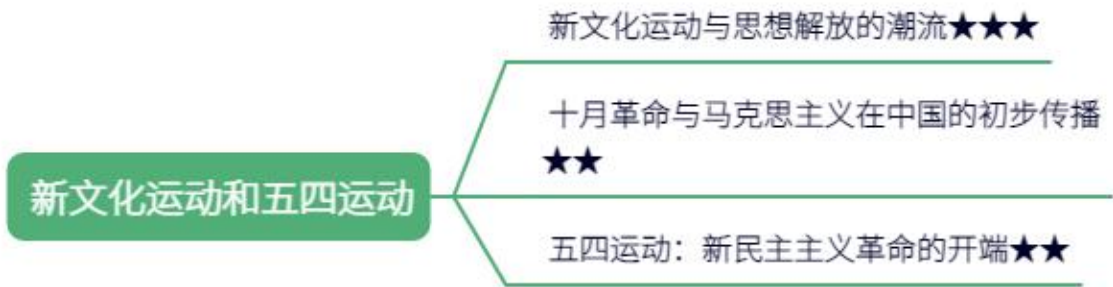 新文化运动与思想解放的潮流★★★
十月革命与马克思主义在中国的初步传播
★★
新文化运动和五四运动
五四运动：新民主主义革命的开端★★